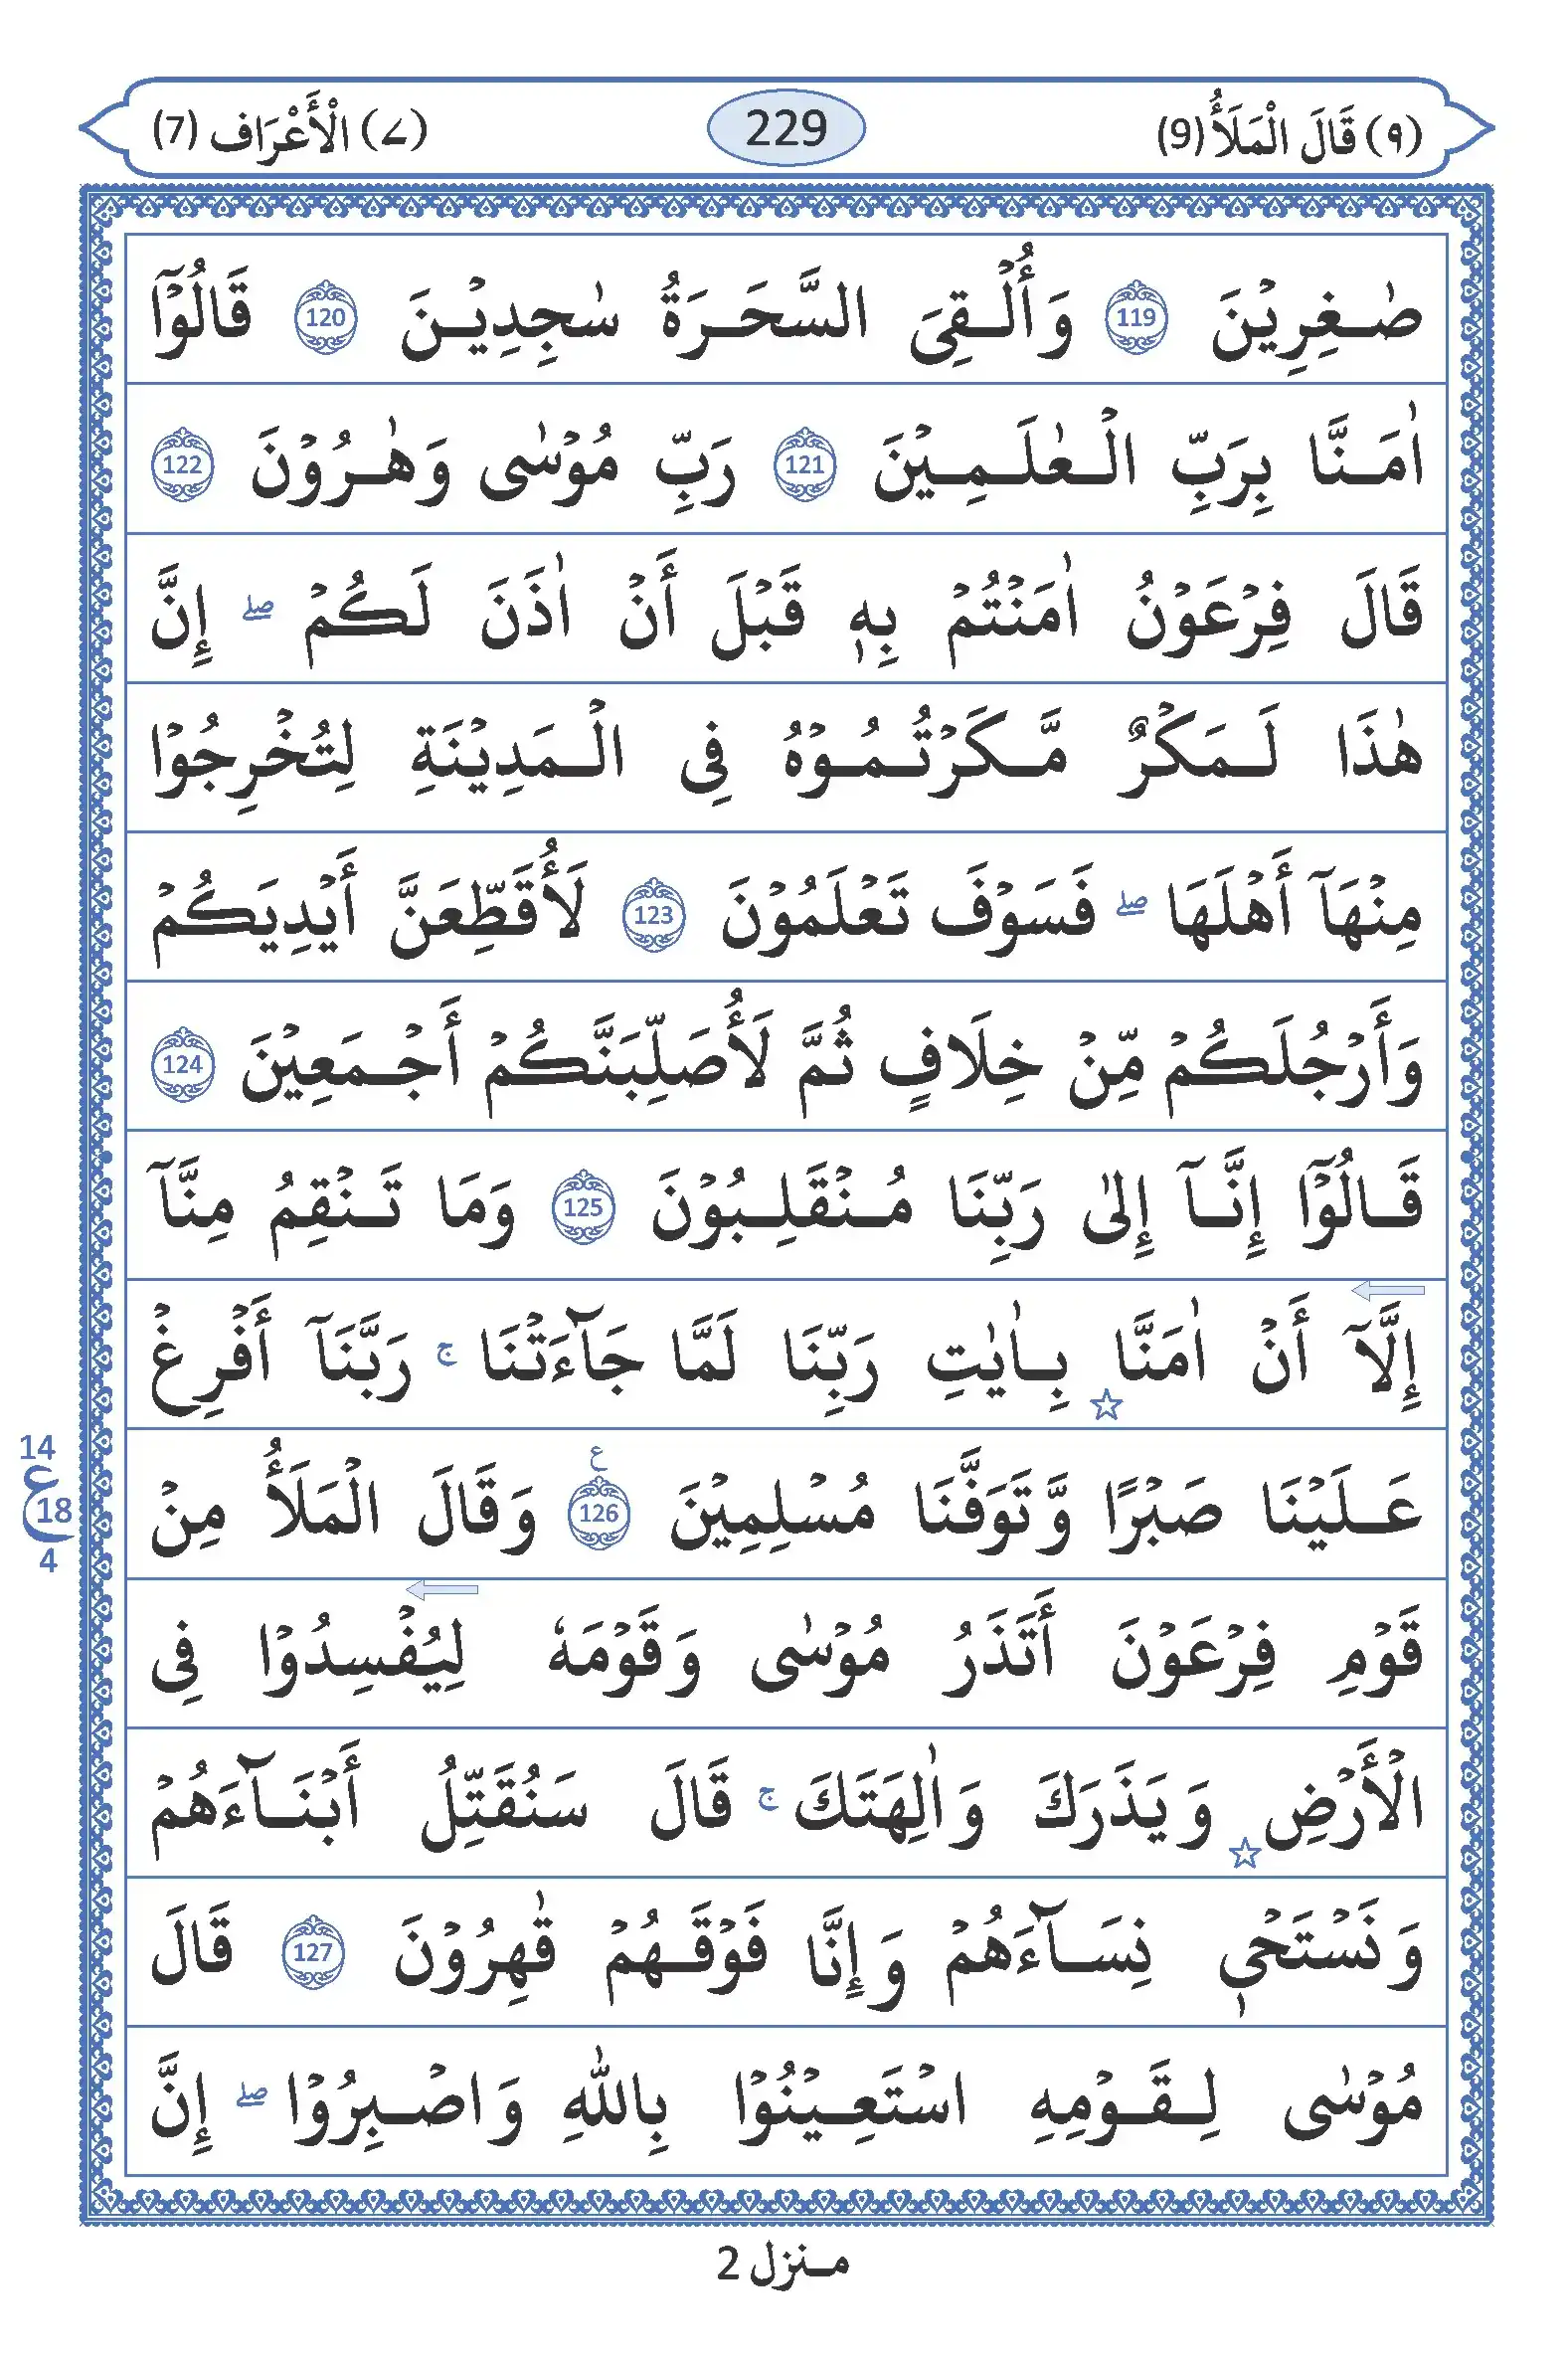 (٩) قَالَ الْمَلَأُ (9) 229 (٧) الْأَعْرَاف (7)
صٰغِرِيْنَ 119 وَأُلْقِىَ السَّحَرَةُ سٰجِدِيْنَ 120 قَالُوْٓا
اٰمَنَّا بِرَبِّ الْعٰلَمِيْنَ 121 رَبِّ مُوْسٰى وَهٰرُوْنَ 122
قَالَ فِرْعَوْنُ اٰمَنْتُمْ بِهٖ قَبْلَ أَنْ اٰذَنَ لَكُمْ ۖ إِنَّ
هٰذَا لَمَكْرٌ مَّكَرْتُمُوْهُ فِى الْمَدِيْنَةِ لِتُخْرِجُوْا
مِنْهَآ أَهْلَهَا ۖ فَسَوْفَ تَعْلَمُوْنَ 123 لَأُقَطِّعَنَّ أَيْدِيَكُمْ
وَأَرْجُلَكُمْ مِّنْ خِلَافٍ ثُمَّ لَأُصَلِّبَنَّكُمْ أَجْمَعِيْنَ 124
قَالُوْٓا إِنَّآ إِلىٰ رَبِّنَا مُنْقَلِبُوْنَ 125 وَمَا تَنْقِمُ مِنَّآ
إِلَّآ أَنْ اٰمَنَّا بِاٰيٰتِ رَبِّنَا لَمَّا جَآءَتْنَا ۚ رَبَّنَآ أَفْرِغْ
عَلَيْنَا صَبْرًا وَّتَوَفَّنَا مُسْلِمِيْنَ 126 ع وَقَالَ الْمَلَأُ مِنْ
14
ع 18
4
قَوْمِ فِرْعَوْنَ أَتَذَرُ مُوْسٰى وَقَوْمَهٗ لِيُفْسِدُوْا فِى
الْأَرْضِ وَيَذَرَكَ وَاٰلِهَتَكَ ۚ قَالَ سَنُقَتِّلُ أَبْنَآءَهُمْ
وَنَسْتَحْىٖ نِسَآءَهُمْ وَإِنَّا فَوْقَهُمْ قٰهِرُوْنَ 127 قَالَ
مُوْسٰى لِقَوْمِهِ اسْتَعِيْنُوْا بِاللّٰهِ وَاصْبِرُوْا ۖ إِنَّ
منزل 2